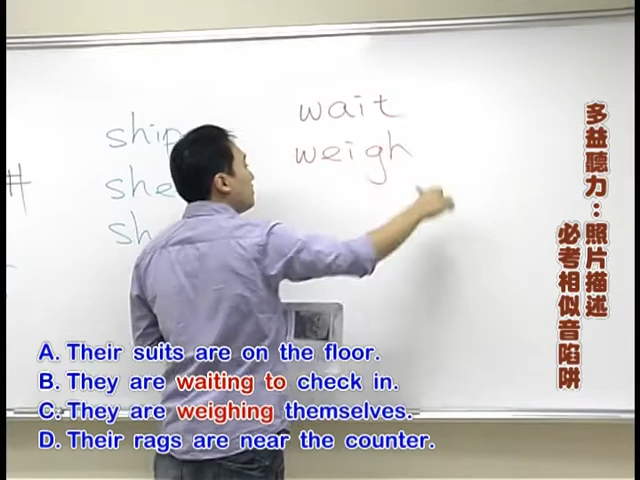 wait
ship
weigh
多益聽力：照片描述
必考相似音陷阱
A. Their suits are on the floor.
B. They are waiting to check in.
C. They are weighing themselves.
D. Their rags are near the counter.